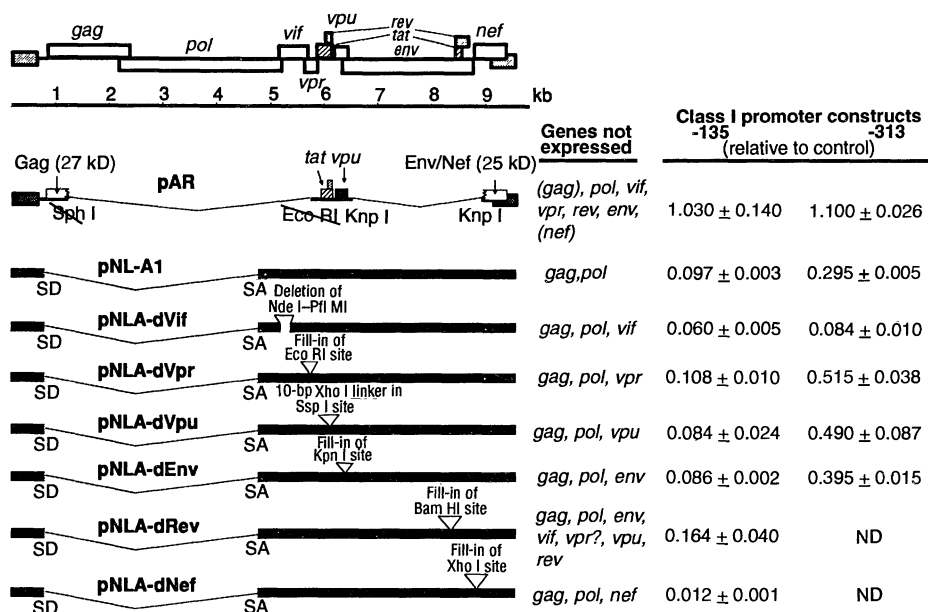 gag
pol
vif
vpr
vpu
rev
tat
env
nef
1 2 3 4 5 6 7 8 9 kb
Genes not expressed
Class I promoter constructs
-135 -313
(relative to control)
Gag (27 kD)
pAR
tat vpu
Env/Nef (25 kD)
Sph I
Eco RI Knp I
Knp I
(gag), pol, vif,
vpr, rev, env,
(nef)
1.030 ± 0.140 1.100 ± 0.026
pNL-A1
SD SA
gag,pol
0.097 ± 0.003 0.295 ± 0.005
Deletion of
Nde I–Pfl MI
pNLA-dVif
SD SA
gag, pol, vif
0.060 ± 0.005 0.084 ± 0.010
Fill-in of
Eco RI site
pNLA-dVpr
SD SA
gag, pol, vpr
0.108 ± 0.010 0.515 ± 0.038
10-bp Xho I linker in
Ssp I site
pNLA-dVpu
SD SA
gag, pol, vpu
0.084 ± 0.024 0.490 ± 0.087
Fill-in of
Kpn I site
pNLA-dEnv
SD SA
gag, pol, env
0.086 ± 0.002 0.395 ± 0.015
Fill-in of
Bam HI site
pNLA-dRev
SD SA
gag, pol, env,
vif, vpr?, vpu,
rev
0.164 ± 0.040 ND
Fill-in of
Xho I site
pNLA-dNef
SD SA
gag, pol, nef
0.012 ± 0.001 ND